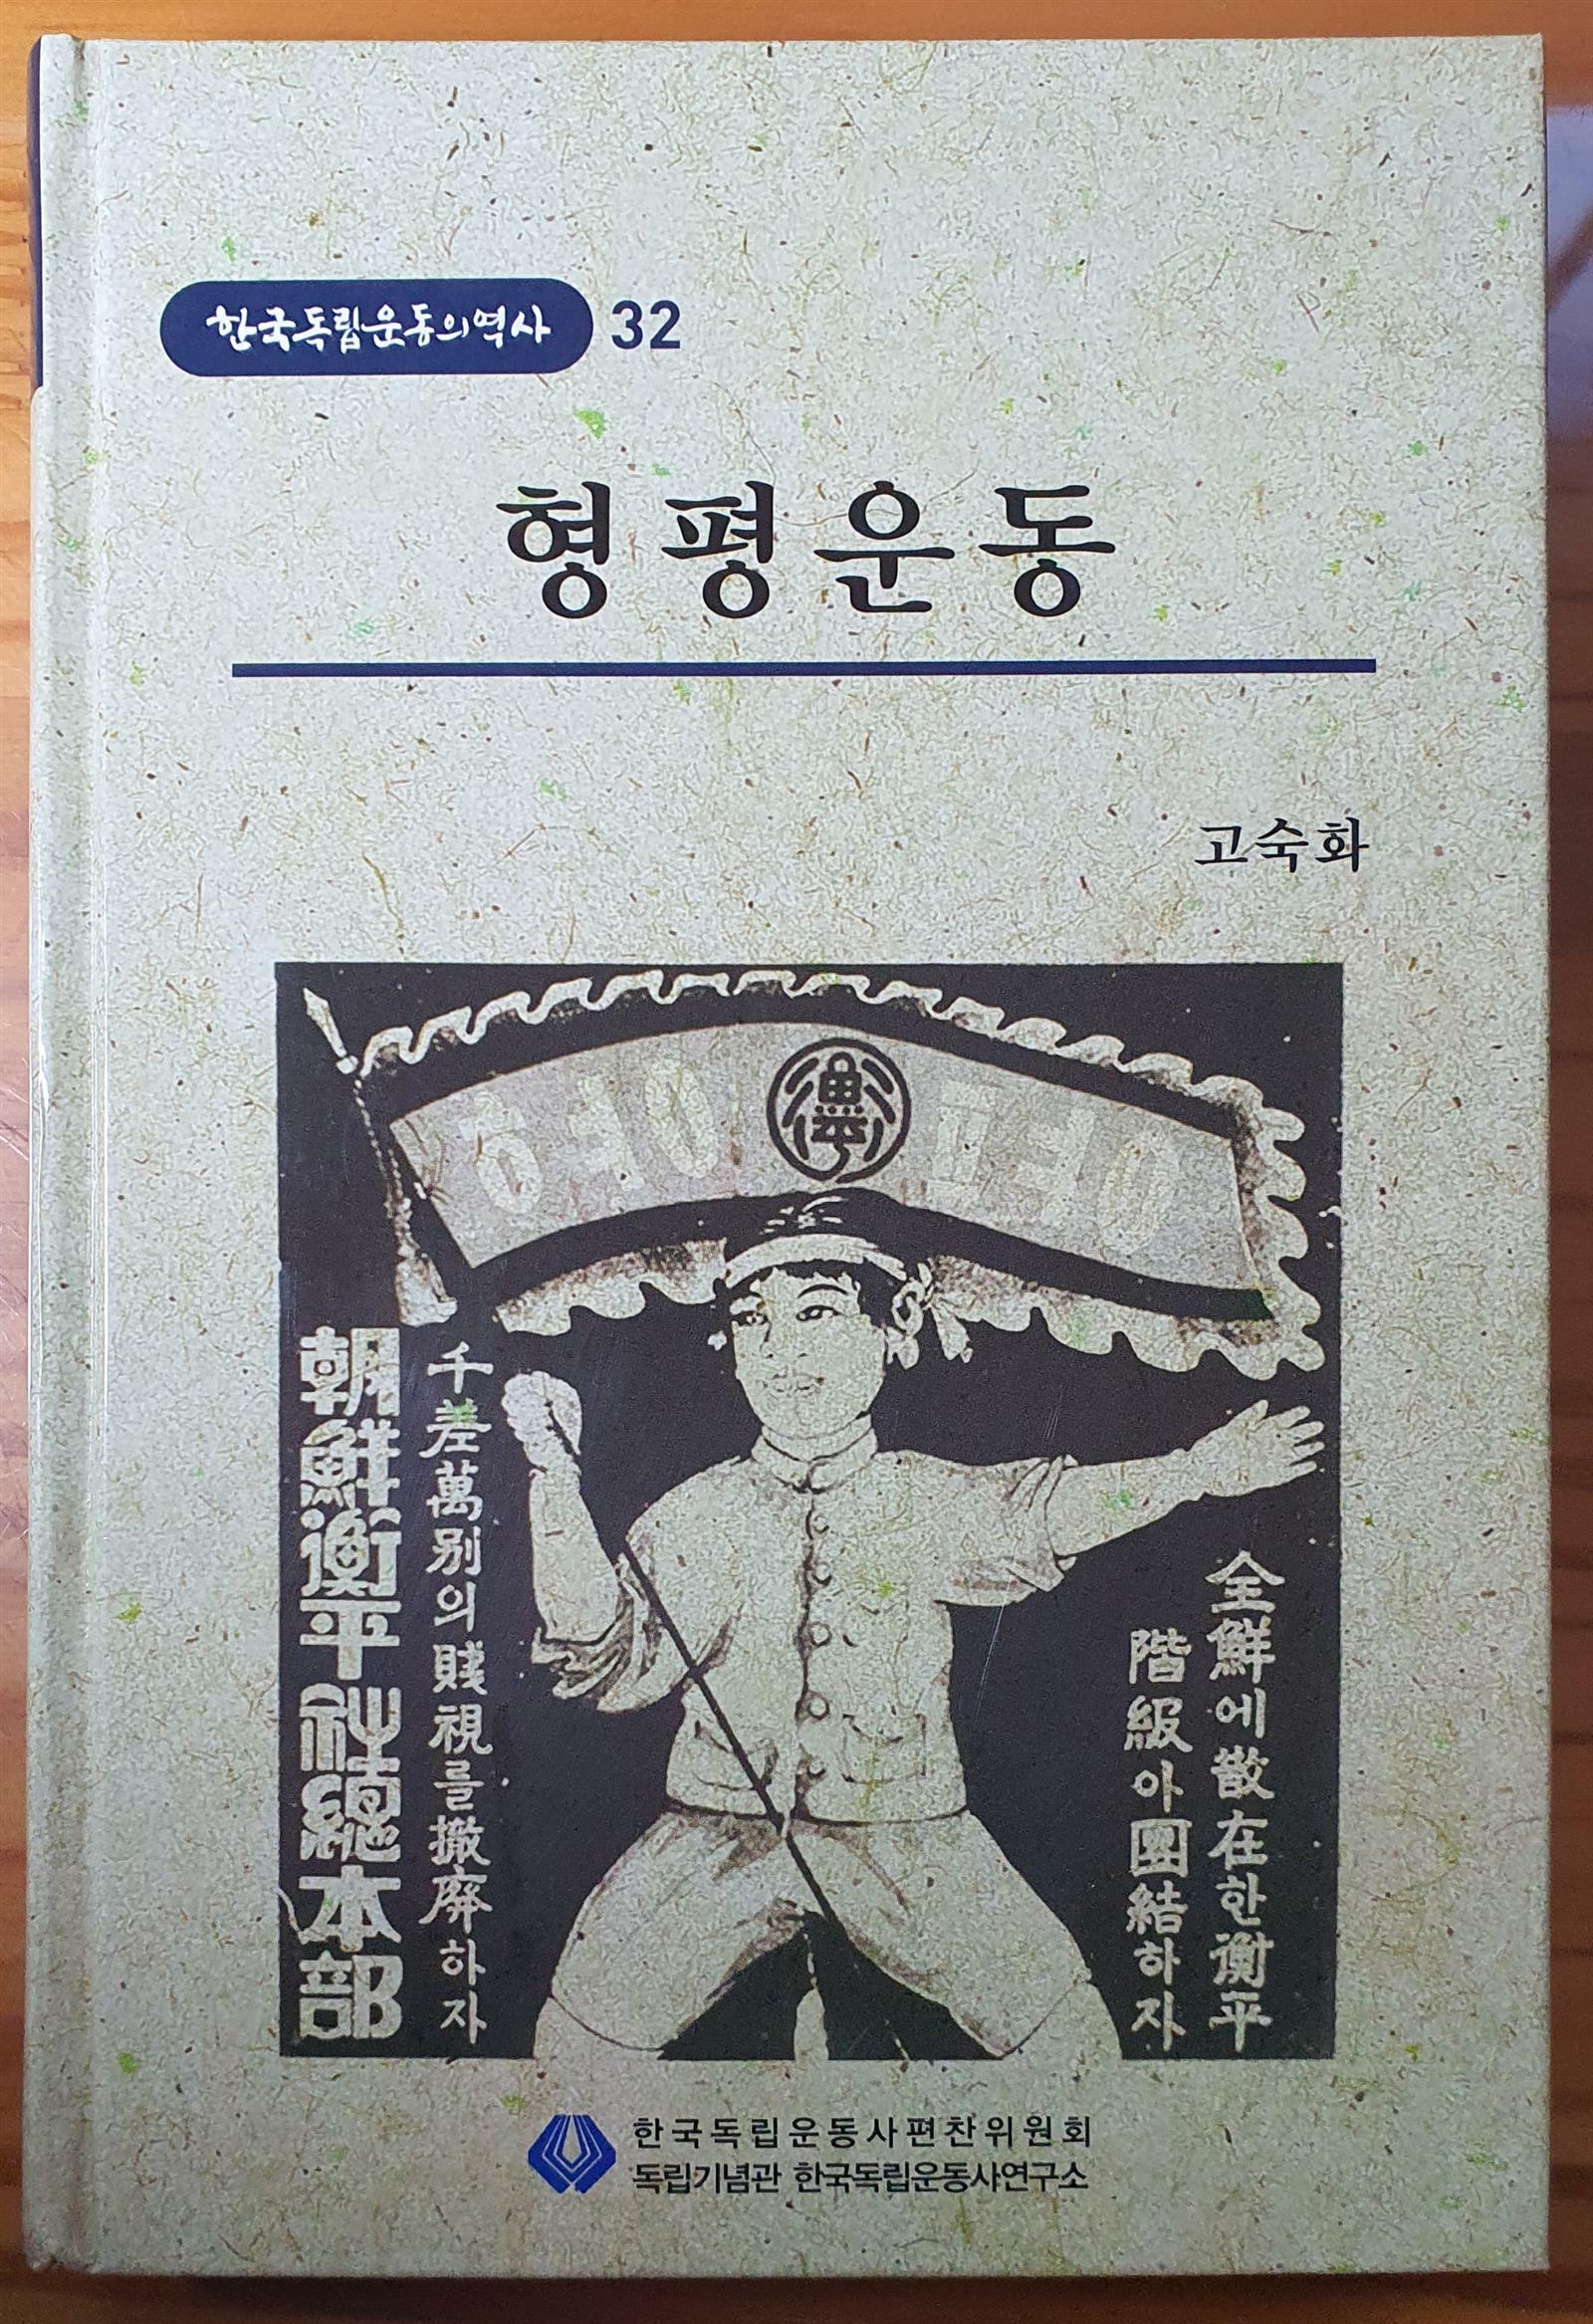 한국독립운동의역사 32
형평운동
고숙화
형평
朝鮮衡平社總本部
千差萬別의賤視를撤廢하자
全鮮에散在한衡平
階級아團結하자
한국독립운동사편찬위원회
독립기념관 한국독립운동사연구소